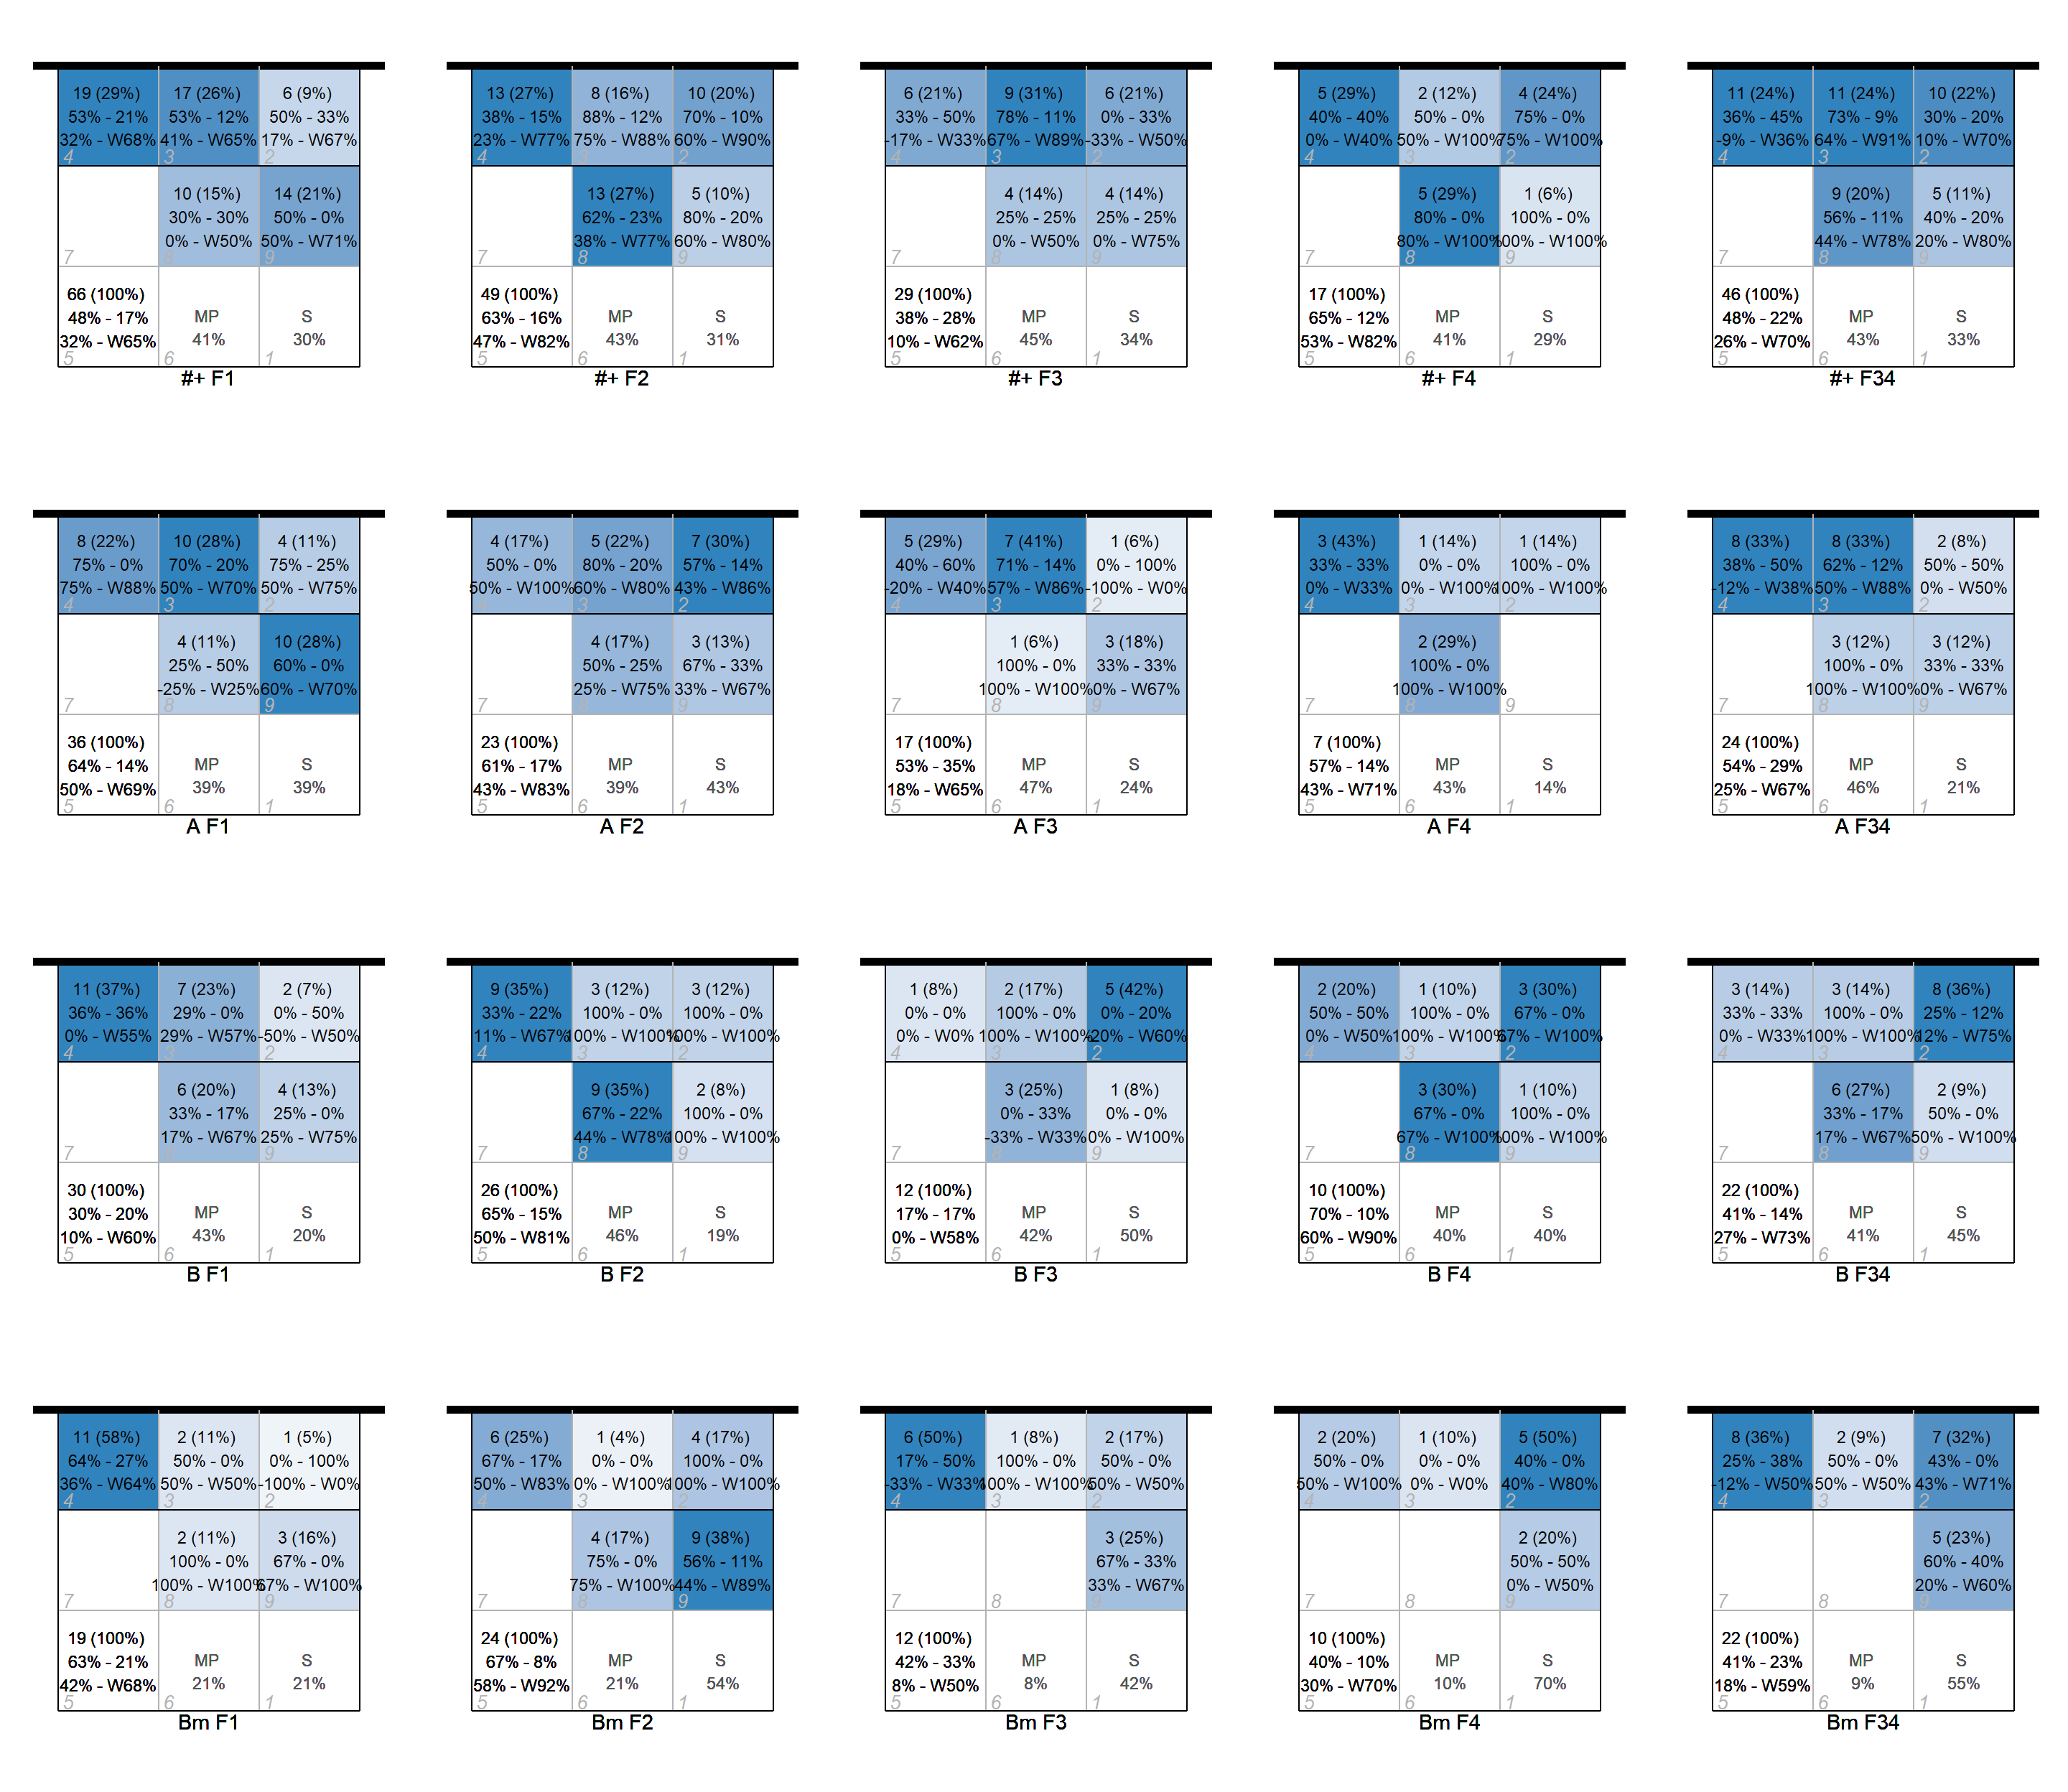 19 (29%)
53% - 21%
32% - W68%
4
17 (26%)
53% - 12%
41% - W65%
3
6 (9%)
50% - 33%
17% - W67%
2
7
10 (15%)
30% - 30%
0% - W50%
8
14 (21%)
50% - 0%
50% - W71%
9
66 (100%)
48% - 17%
32% - W65%
5
MP
41%
6
S
30%
1
#+ F1
13 (27%)
38% - 15%
23% - W77%
4
8 (16%)
88% - 12%
75% - W88%
3
10 (20%)
70% - 10%
60% - W90%
2
7
13 (27%)
62% - 23%
38% - W77%
8
5 (10%)
80% - 20%
60% - W80%
9
49 (100%)
63% - 16%
47% - W82%
5
MP
43%
6
S
31%
1
#+ F2
6 (21%)
33% - 50%
-17% - W33%
4
9 (31%)
78% - 11%
67% - W89%
3
6 (21%)
0% - 33%
-33% - W50%
2
7
4 (14%)
25% - 25%
0% - W50%
8
4 (14%)
25% - 25%
0% - W75%
9
29 (100%)
38% - 28%
10% - W62%
5
MP
45%
6
S
34%
1
#+ F3
5 (29%)
40% - 40%
0% - W40%
4
2 (12%)
50% - 0%
50% - W100%
3
4 (24%)
75% - 0%
75% - W100%
2
7
5 (29%)
80% - 0%
80% - W100%
8
1 (6%)
100% - 0%
100% - W100%
9
17 (100%)
65% - 12%
53% - W82%
5
MP
41%
6
S
29%
1
#+ F4
11 (24%)
36% - 45%
-9% - W36%
4
11 (24%)
73% - 9%
64% - W91%
3
10 (22%)
30% - 20%
10% - W70%
2
7
9 (20%)
56% - 11%
44% - W78%
8
5 (11%)
40% - 20%
20% - W80%
9
46 (100%)
48% - 22%
26% - W70%
5
MP
43%
6
S
33%
1
#+ F34
8 (22%)
75% - 0%
75% - W88%
4
10 (28%)
70% - 20%
50% - W70%
3
4 (11%)
75% - 25%
50% - W75%
2
7
4 (11%)
25% - 50%
-25% - W25%
8
10 (28%)
60% - 0%
60% - W70%
9
36 (100%)
64% - 14%
50% - W69%
5
MP
39%
6
S
39%
1
A F1
4 (17%)
50% - 0%
50% - W100%
4
5 (22%)
80% - 20%
60% - W80%
3
7 (30%)
57% - 14%
43% - W86%
2
7
4 (17%)
50% - 25%
25% - W75%
8
3 (13%)
67% - 33%
33% - W67%
9
23 (100%)
61% - 17%
43% - W83%
5
MP
39%
6
S
43%
1
A F2
5 (29%)
40% - 60%
-20% - W40%
4
7 (41%)
71% - 14%
57% - W86%
3
1 (6%)
0% - 100%
-100% - W0%
2
7
1 (6%)
100% - 0%
100% - W100%
8
3 (18%)
33% - 33%
0% - W67%
9
17 (100%)
53% - 35%
18% - W65%
5
MP
47%
6
S
24%
1
A F3
3 (43%)
33% - 33%
0% - W33%
4
1 (14%)
0% - 0%
0% - W100%
3
1 (14%)
100% - 0%
100% - W100%
2
7
2 (29%)
100% - 0%
100% - W100%
8
9
7 (100%)
57% - 14%
43% - W71%
5
MP
43%
6
S
14%
1
A F4
8 (33%)
38% - 50%
-12% - W38%
4
8 (33%)
62% - 12%
50% - W88%
3
2 (8%)
50% - 50%
0% - W50%
2
7
3 (12%)
100% - 0%
100% - W100%
8
3 (12%)
33% - 33%
0% - W67%
9
24 (100%)
54% - 29%
25% - W67%
5
MP
46%
6
S
21%
1
A F34
11 (37%)
36% - 36%
0% - W55%
4
7 (23%)
29% - 0%
29% - W57%
3
2 (7%)
0% - 50%
-50% - W50%
2
7
6 (20%)
33% - 17%
17% - W67%
8
4 (13%)
25% - 0%
25% - W75%
9
30 (100%)
30% - 20%
10% - W60%
5
MP
43%
6
S
20%
1
B F1
9 (35%)
33% - 22%
11% - W67%
4
3 (12%)
100% - 0%
100% - W100%
3
3 (12%)
100% - 0%
100% - W100%
2
7
9 (35%)
67% - 22%
44% - W78%
8
2 (8%)
100% - 0%
100% - W100%
9
26 (100%)
65% - 15%
50% - W81%
5
MP
46%
6
S
19%
1
B F2
1 (8%)
0% - 0%
0% - W0%
4
2 (17%)
100% - 0%
100% - W100%
3
5 (42%)
0% - 20%
-20% - W60%
2
7
3 (25%)
0% - 33%
-33% - W33%
8
1 (8%)
0% - 0%
0% - W100%
9
12 (100%)
17% - 17%
0% - W58%
5
MP
42%
6
S
50%
1
B F3
2 (20%)
50% - 50%
0% - W50%
4
1 (10%)
100% - 0%
100% - W100%
3
3 (30%)
67% - 0%
67% - W100%
2
7
3 (30%)
67% - 0%
67% - W100%
8
1 (10%)
100% - 0%
100% - W100%
9
10 (100%)
70% - 10%
60% - W90%
5
MP
40%
6
S
40%
1
B F4
3 (14%)
33% - 33%
0% - W33%
4
3 (14%)
100% - 0%
100% - W100%
3
8 (36%)
25% - 12%
12% - W75%
2
7
6 (27%)
33% - 17%
17% - W67%
8
2 (9%)
50% - 0%
50% - W100%
9
22 (100%)
41% - 14%
27% - W73%
5
MP
41%
6
S
45%
1
B F34
11 (58%)
64% - 27%
36% - W64%
4
2 (11%)
50% - 0%
50% - W50%
3
1 (5%)
0% - 100%
-100% - W0%
2
7
2 (11%)
100% - 0%
100% - W100%
8
3 (16%)
67% - 0%
67% - W100%
9
19 (100%)
63% - 21%
42% - W68%
5
MP
21%
6
S
21%
1
Bm F1
6 (25%)
67% - 17%
50% - W83%
4
1 (4%)
0% - 0%
0% - W100%
3
4 (17%)
100% - 0%
100% - W100%
2
7
4 (17%)
75% - 0%
75% - W100%
8
9 (38%)
56% - 11%
44% - W89%
9
24 (100%)
67% - 8%
58% - W92%
5
MP
21%
6
S
54%
1
Bm F2
6 (50%)
17% - 50%
-33% - W33%
4
1 (8%)
100% - 0%
100% - W100%
3
2 (17%)
50% - 0%
50% - W50%
2
7
8
3 (25%)
67% - 33%
33% - W67%
9
12 (100%)
42% - 33%
8% - W50%
5
MP
8%
6
S
42%
1
Bm F3
2 (20%)
50% - 0%
50% - W100%
4
1 (10%)
0% - 0%
0% - W0%
3
5 (50%)
40% - 0%
40% - W80%
2
7
8
2 (20%)
50% - 50%
0% - W50%
9
10 (100%)
40% - 10%
30% - W70%
5
MP
10%
6
S
70%
1
Bm F4
8 (36%)
25% - 38%
-12% - W50%
4
2 (9%)
50% - 0%
50% - W50%
3
7 (32%)
43% - 0%
43% - W71%
2
7
8
5 (23%)
60% - 40%
20% - W60%
9
22 (100%)
41% - 23%
18% - W59%
5
MP
9%
6
S
55%
1
Bm F34